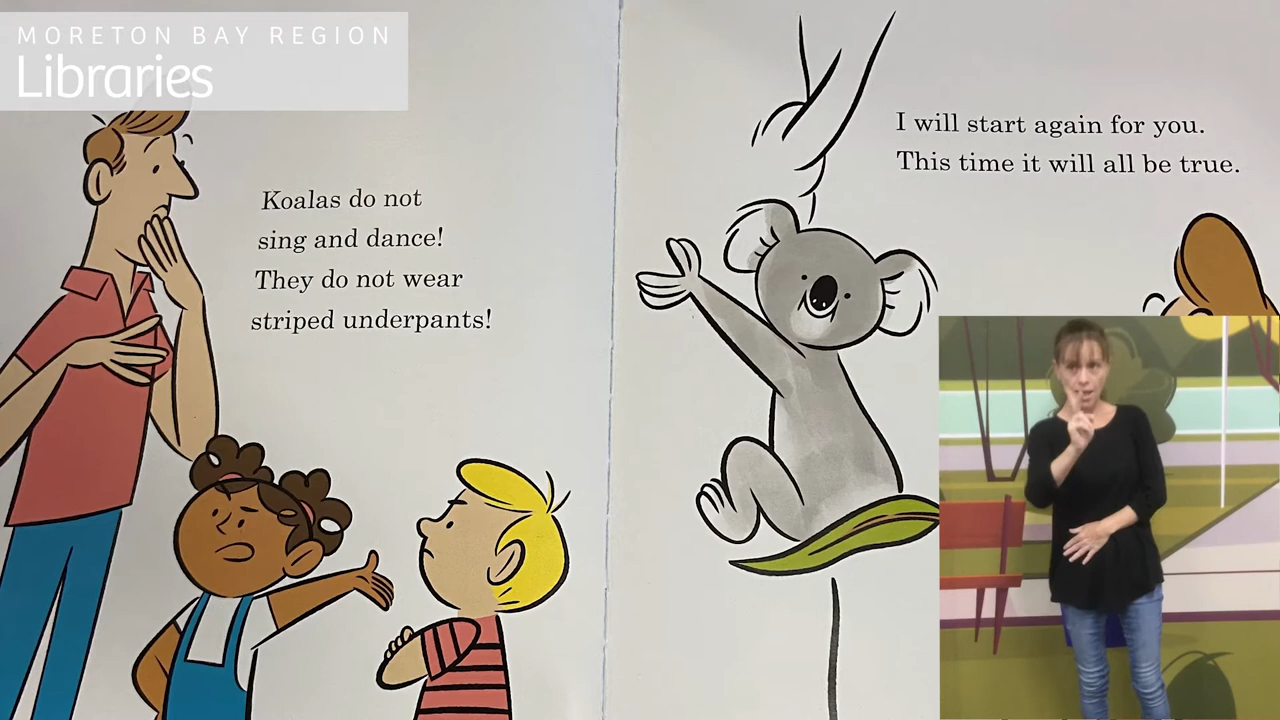 MORETON BAY REGION
Libraries
Koalas do not
sing and dance!
They do not wear
striped underpants!
I will start again for you.
This time it will all be true.